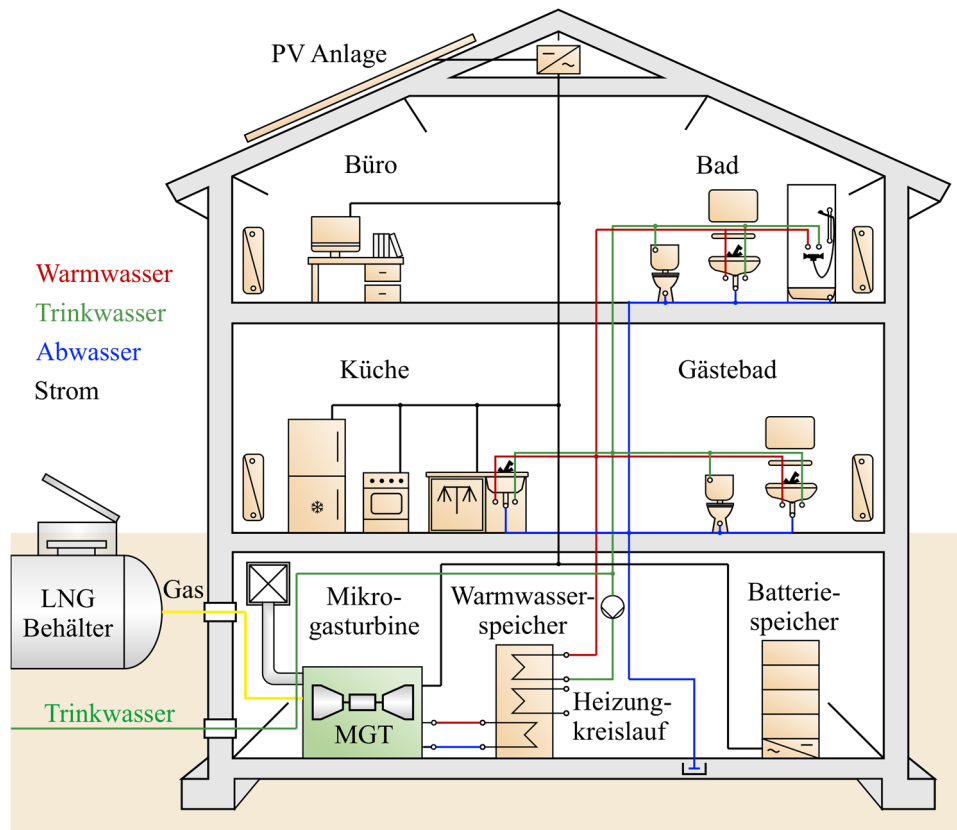 PV Anlage
Büro
Bad
Warmwasser
Trinkwasser
Abwasser
Strom
Küche
Gästebad
LNG
Behälter
Gas
Mikro-
gasturbine
Warmwasser-
speicher
Batterie-
speicher
Heizung-
kreislauf
Trinkwasser
MGT